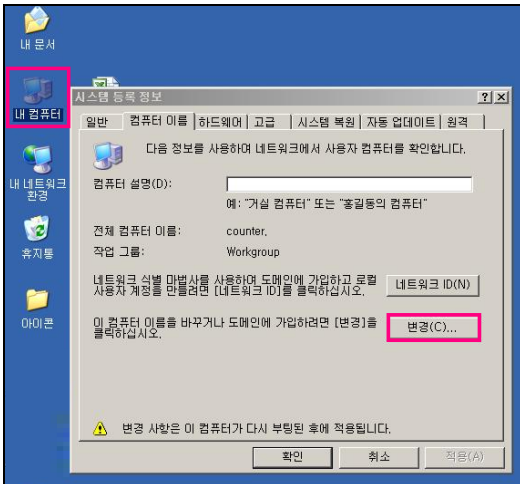 내 문서
내 컴퓨터
내 네트워크
환경
휴지통
아이콘
시스템 등록 정보
일반 컴퓨터 이름 하드웨어 고급 시스템 복원 자동 업데이트 원격
다음 정보를 사용하여 네트워크에서 사용자 컴퓨터를 확인합니다.
컴퓨터 설명(D):
예: "거실 컴퓨터" 또는 "홍길동의 컴퓨터"
전체 컴퓨터 이름: counter.
작업 그룹: Workgroup
네트워크 식별 마법사를 사용하여 도메인에 가입하고 로컬
사용자 계정을 만들려면 [네트워크 ID]를 클릭하십시오.
네트워크 ID(N)
이 컴퓨터 이름을 바꾸거나 도메인에 가입하려면 [변경]을
클릭하십시오.
변경(C)...
변경 사항은 이 컴퓨터가 다시 부팅된 후에 적용됩니다.
확인 취소 적용(A)